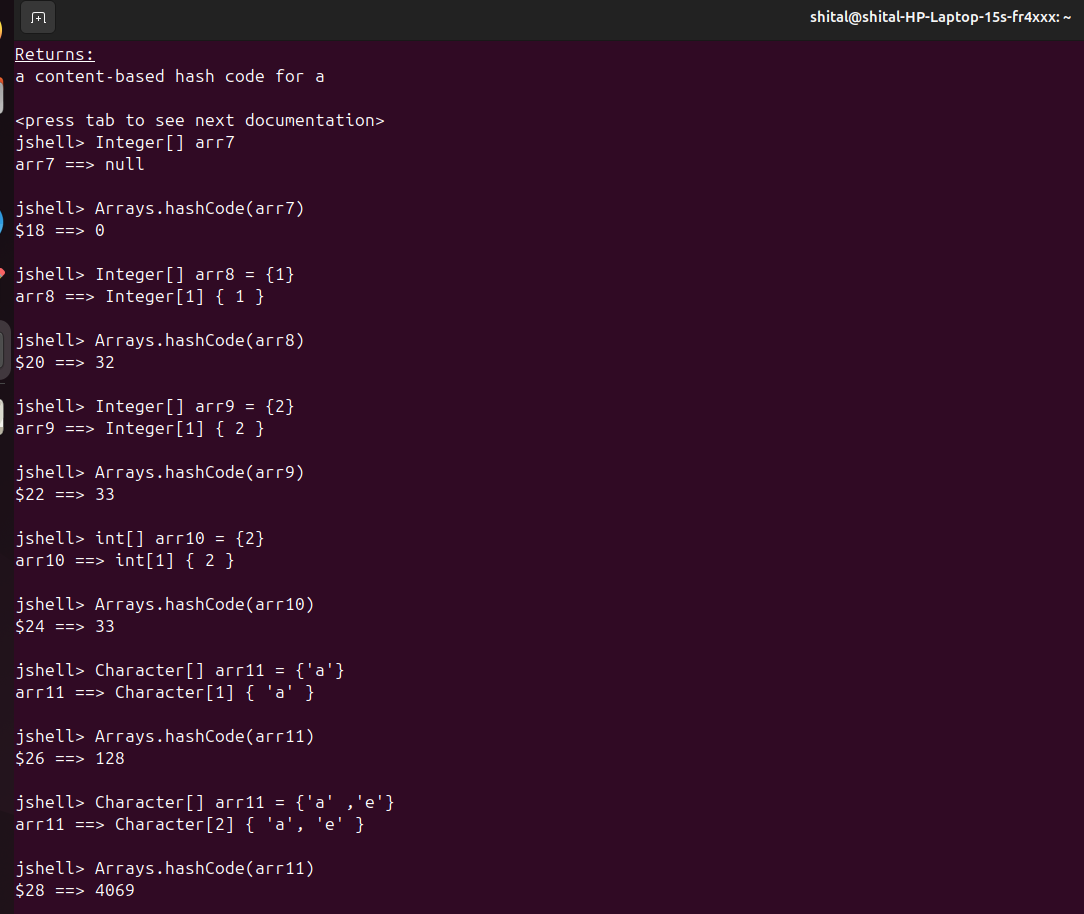 shital@shital-HP-Laptop-15s-fr4xxx: ~
Returns:
a content-based hash code for a
<press tab to see next documentation>
jshell> Integer[] arr7
arr7 ==> null
jshell> Arrays.hashCode(arr7)
$18 ==> 0
jshell> Integer[] arr8 = {1}
arr8 ==> Integer[1] { 1 }
jshell> Arrays.hashCode(arr8)
$20 ==> 32
jshell> Integer[] arr9 = {2}
arr9 ==> Integer[1] { 2 }
jshell> Arrays.hashCode(arr9)
$22 ==> 33
jshell> int[] arr10 = {2}
arr10 ==> int[1] { 2 }
jshell> Arrays.hashCode(arr10)
$24 ==> 33
jshell> Character[] arr11 = {'a'}
arr11 ==> Character[1] { 'a' }
jshell> Arrays.hashCode(arr11)
$26 ==> 128
jshell> Character[] arr11 = {'a' ,'e'}
arr11 ==> Character[2] { 'a', 'e' }
jshell> Arrays.hashCode(arr11)
$28 ==> 4069